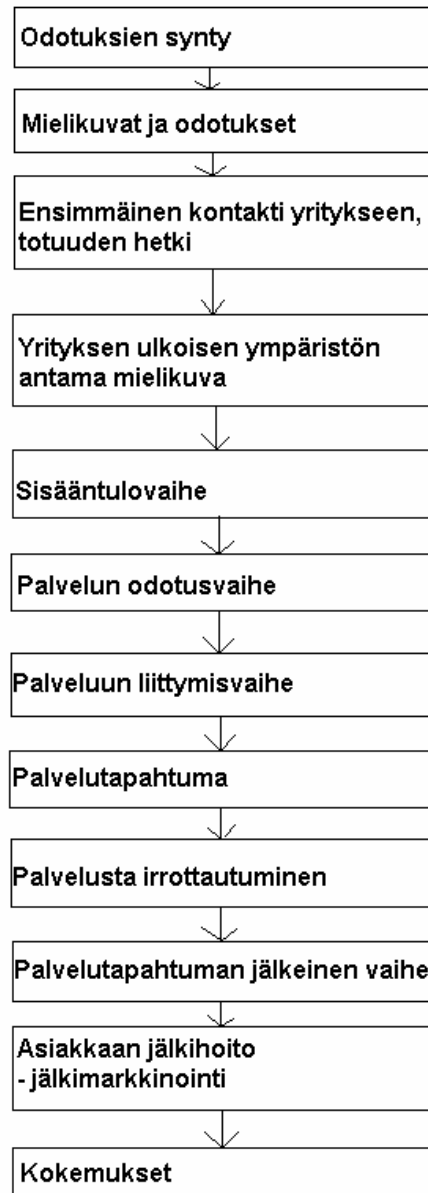 Odotuksien synty
Mielikuvat ja odotukset
Ensimmäinen kontakti yritykseen,
totuuden hetki
Yrityksen ulkoisen ympäristön
antama mielikuva
Sisääntulovaihe
Palvelun odotusvaihe
Palveluun liittymisvaihe
Palvelutapahtuma
Palvelusta irrottautuminen
Palvelutapahtuman jälkeinen vaihe
Asiakkaan jälkihoito
- jälkimarkkinointi
Kokemukset